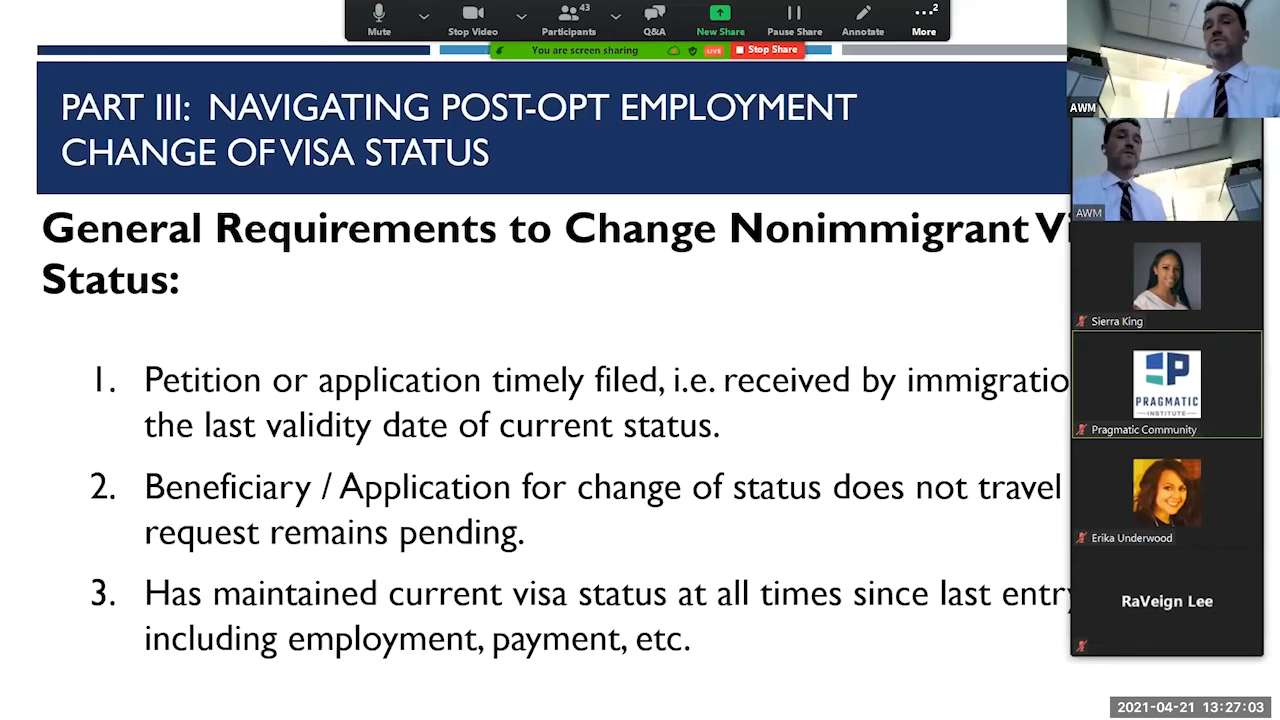 43
2
Mute
Stop Video
Participants
Q&A
New Share
Pause Share
Annotate
More
You are screen sharing
LIVE
Stop Share
AWM
PART III: NAVIGATING POST-OPT EMPLOYMENT
CHANGE OF VISA STATUS
AWM
General Requirements to Change Nonimmigrant
Status:
Sierra King
1. Petition or application timely filed, i.e. received by
the last validity date of current status.
PRAGMATIC
INSTITUTE
Pragmatic Community
2. Beneficiary / Application for change of status does not travel
request remains pending.
Erika Underwood
3. Has maintained current visa status at all times since last entry
including employment, payment, etc.
RaVeign Lee
2021-04-21 13:27:03